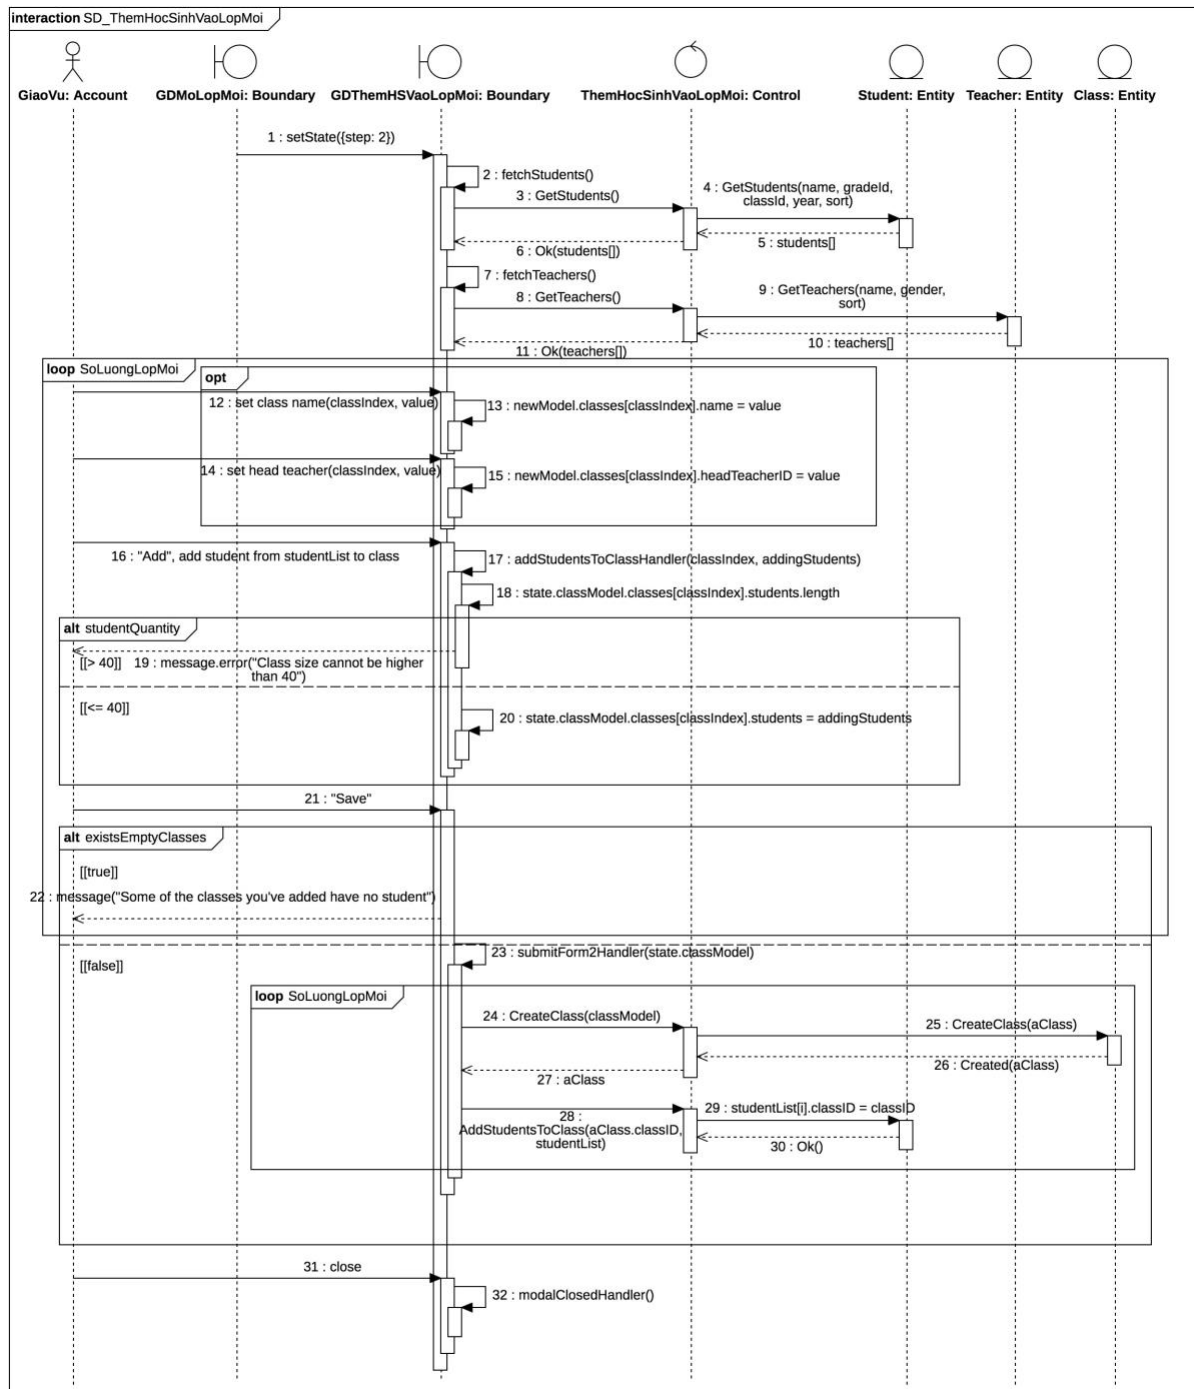 interaction SD_ThemHocSinhVaoLopMoi
GiaoVu: Account
GDMoLopMoi: Boundary
GDThemHSVaoLopMoi: Boundary
ThemHocSinhVaoLopMoi: Control
Student: Entity
Teacher: Entity
Class: Entity
1 : setState({step: 2})
2 : fetchStudents()
3 : GetStudents()
4 : GetStudents(name, gradeId,
classId, year, sort)
5 : students[]
6 : Ok(students[])
7 : fetchTeachers()
8 : GetTeachers()
9 : GetTeachers(name, gender,
sort)
10 : teachers[]
11 : Ok(teachers[])
loop SoLuongLopMoi
opt
12 : set class name(classIndex, value)
13 : newModel.classes[classIndex].name = value
14 : set head teacher(classIndex, value)
15 : newModel.classes[classIndex].headTeacherID = value
16 : "Add", add student from studentList to class
17 : addStudentsToClassHandler(classIndex, addingStudents)
18 : state.classModel.classes[classIndex].students.length
alt studentQuantity
[[> 40]]
19 : message.error("Class size cannot be higher
than 40")
[[<= 40]]
20 : state.classModel.classes[classIndex].students = addingStudents
21 : "Save"
alt existsEmptyClasses
[[true]]
22 : message("Some of the classes you've added have no student")
23 : submitForm2Handler(state.classModel)
[[false]]
loop SoLuongLopMoi
24 : CreateClass(classModel)
25 : CreateClass(aClass)
26 : Created(aClass)
27 : aClass
28 :
AddStudentsToClass(aClass.classID,
studentList)
29 : studentList[i].classID = classID
30 : Ok()
31 : close
32 : modalClosedHandler()